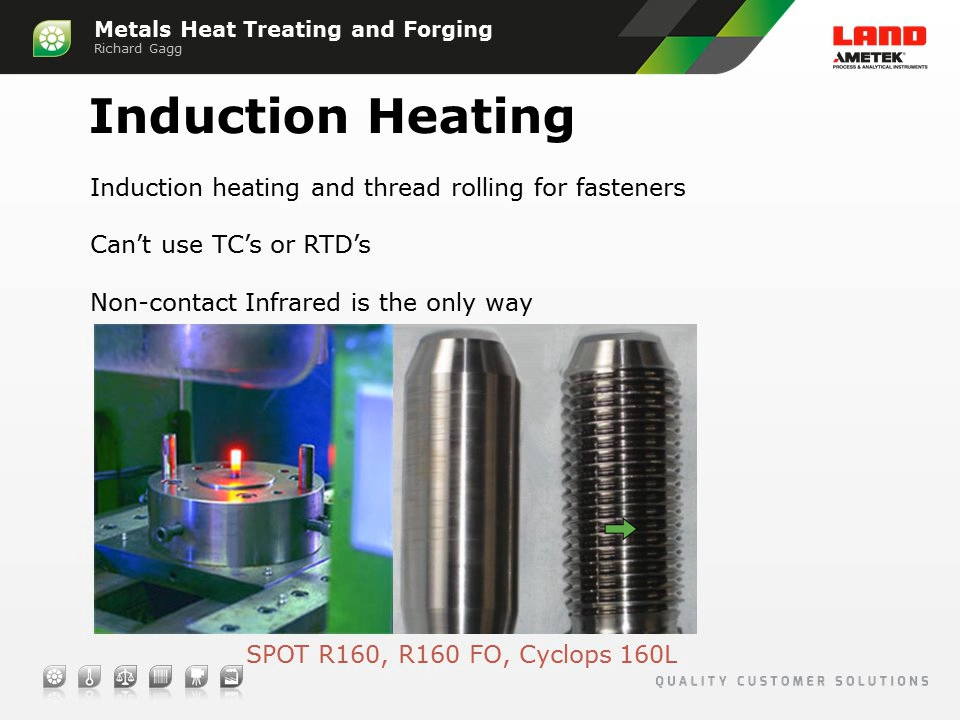 Metals Heat Treating and Forging
Richard Gagg
LAND
AMETEK®
PROCESS & ANALYTICAL INSTRUMENTS
Induction Heating
Induction heating and thread rolling for fasteners
Can’t use TC’s or RTD’s
Non-contact Infrared is the only way
SPOT R160, R160 FO, Cyclops 160L
QUALITY CUSTOMER SOLUTIONS